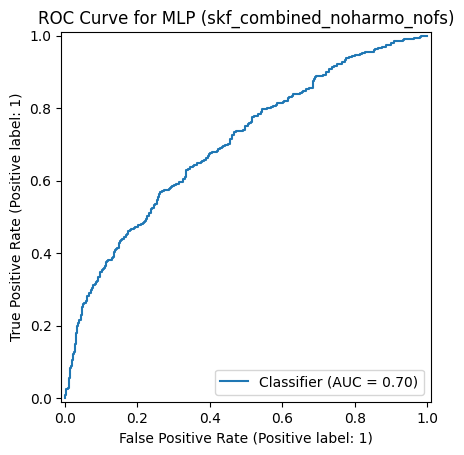 ROC Curve for MLP (skf_combined_noharmo_nofs)
True Positive Rate (Positive label: 1)
1.0
0.8
0.6
0.4
0.2
0.0
Classifier (AUC = 0.70)
0.0 0.2 0.4 0.6 0.8 1.0
False Positive Rate (Positive label: 1)